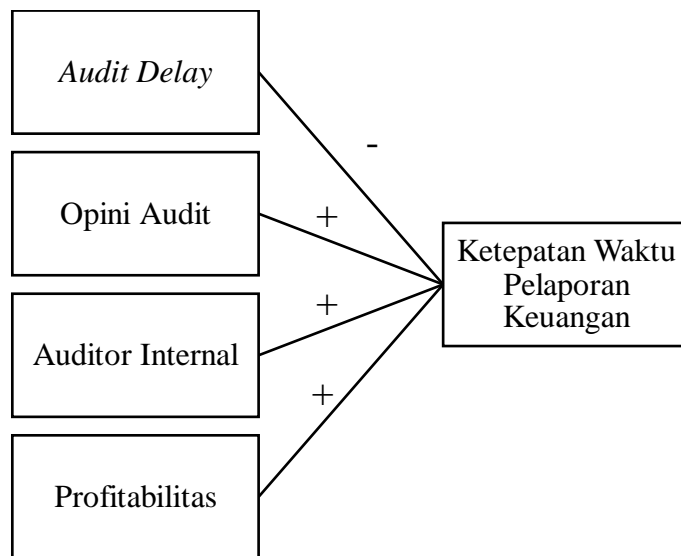 Audit Delay
-
Opini Audit
+
Ketepatan Waktu
Pelaporan
Keuangan
+
Auditor Internal
+
Profitabilitas